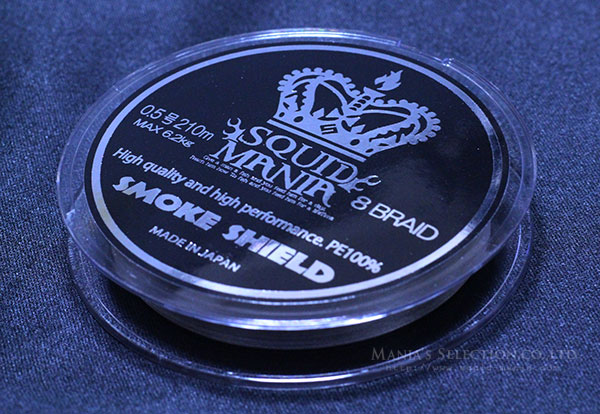 0.5号210m
MAX 6.2kg
SQUID
MANIA
8 BRAID
High quality and high performance. PE100%
SMOKE SHIELD
MADE IN JAPAN
MANIA'S SELECTION.CO.,LTD.